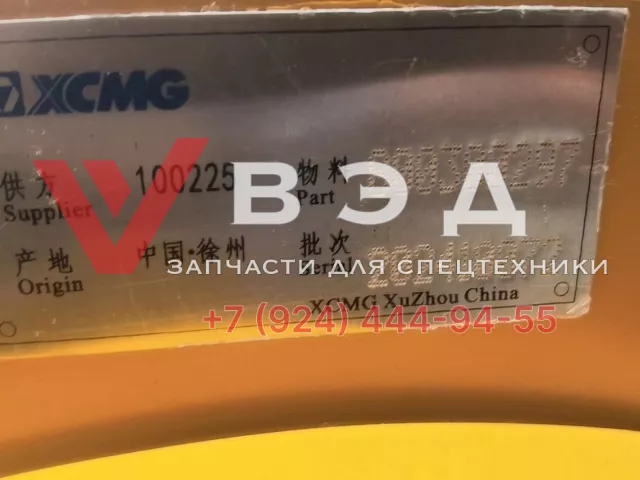 XCMG
供方 100225 物料
Supplier Part
ВЭД
产地 中国·徐州 批次
Origin Serial
ЗАПЧАСТИ ДЛЯ СПЕЦТЕХНИКИ
XCMG XuZhou China
+7 (924) 444-94-55